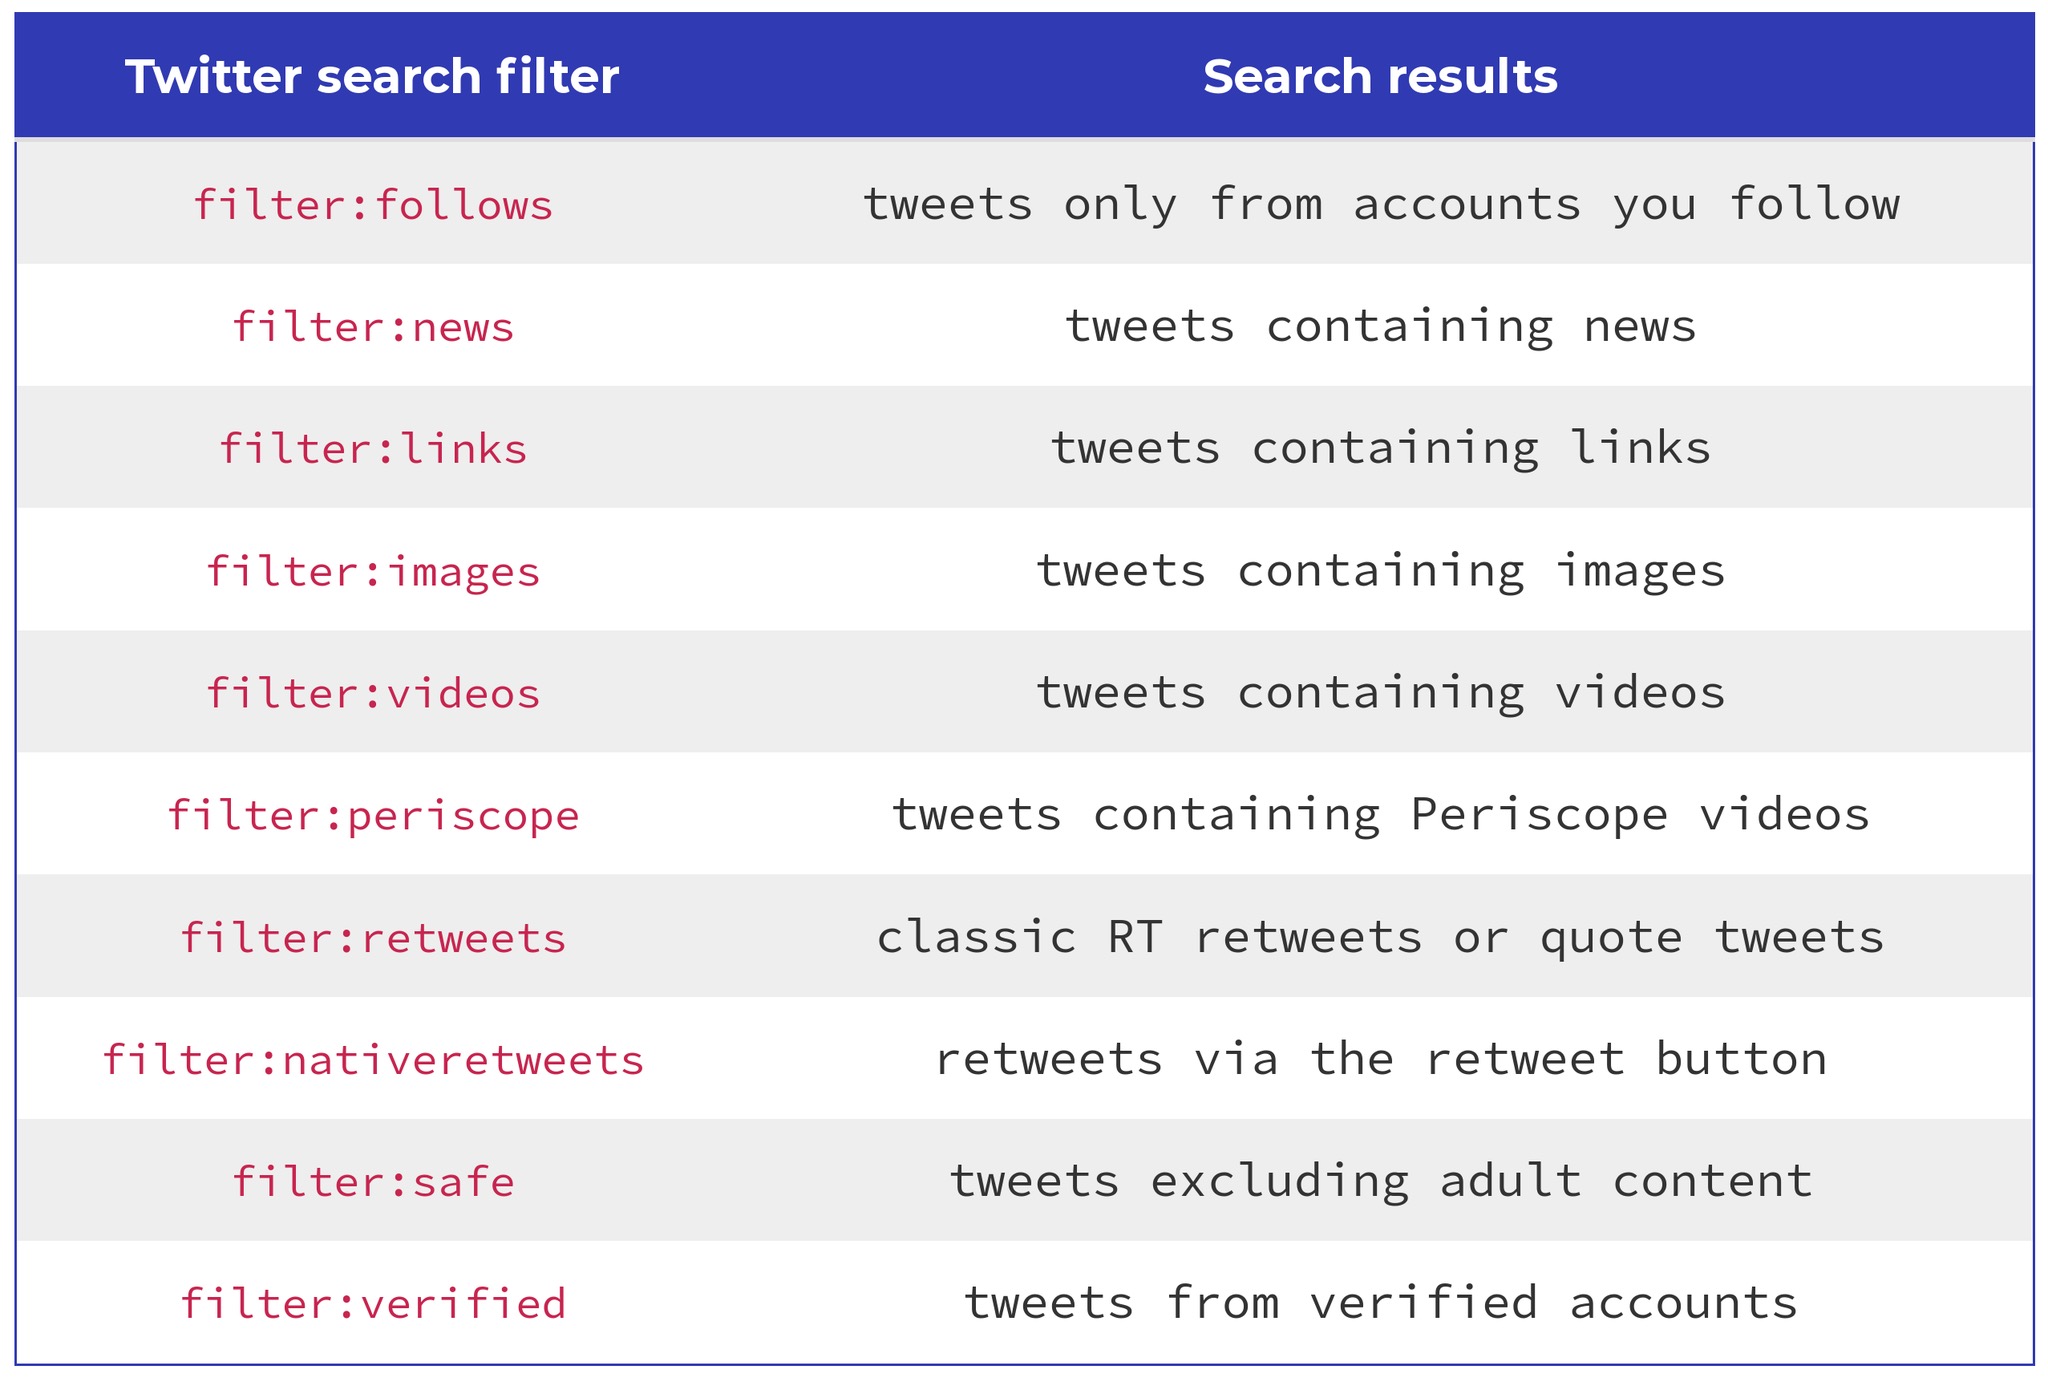 Twitter search filter Search results
filter:follows tweets only from accounts you follow
filter:news tweets containing news
filter:links tweets containing links
filter:images tweets containing images
filter:videos tweets containing videos
filter:periscope tweets containing Periscope videos
filter:retweets classic RT retweets or quote tweets
filter:nativeretweets retweets via the retweet button
filter:safe tweets excluding adult content
filter:verified tweets from verified accounts